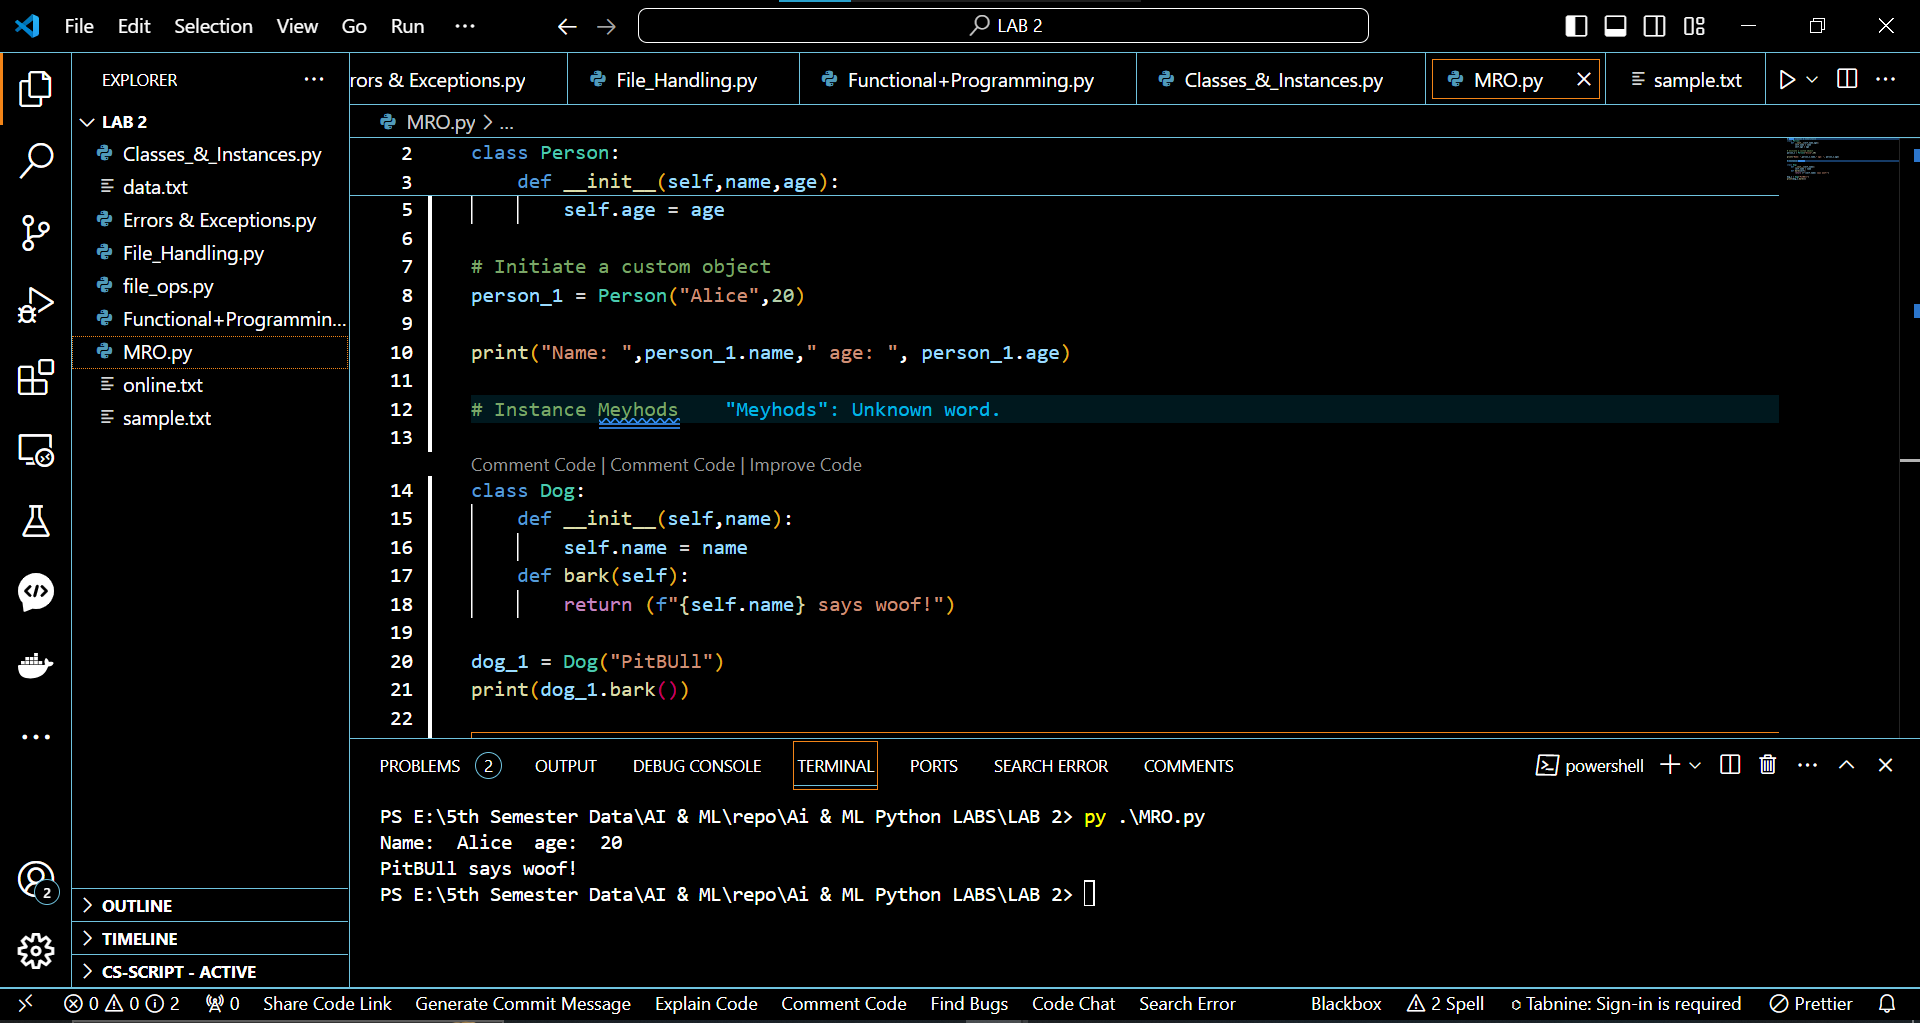 File Edit Selection View Go Run ··· LAB 2
EXPLORER ···
LAB 2
Classes_&_Instances.py
data.txt
Errors & Exceptions.py
File_Handling.py
file_ops.py
Functional+Programmin...
MRO.py
online.txt
sample.txt
OUTLINE
TIMELINE
CS-SCRIPT - ACTIVE
rors & Exceptions.py File_Handling.py Functional+Programming.py Classes_&_Instances.py MRO.py sample.txt
MRO.py > ...
2 class Person:
3 def __init__(self,name,age):
5 self.age = age
6
7 # Initiate a custom object
8 person_1 = Person("Alice",20)
9
10 print("Name: ",person_1.name," age: ", person_1.age)
11
12 # Instance Meyhods "Meyhods": Unknown word.
13
Comment Code | Comment Code | Improve Code
14 class Dog:
15 def __init__(self,name):
16 self.name = name
17 def bark(self):
18 return (f"{self.name} says woof!")
19
20 dog_1 = Dog("PitBUll")
21 print(dog_1.bark())
22
PROBLEMS 2 OUTPUT DEBUG CONSOLE TERMINAL PORTS SEARCH ERROR COMMENTS powershell
PS E:\5th Semester Data\AI & ML\repo\Ai & ML Python LABS\LAB 2> py .\MRO.py
Name:  Alice  age:  20
PitBUll says woof!
PS E:\5th Semester Data\AI & ML\repo\Ai & ML Python LABS\LAB 2>
2
0 0 2 0 Share Code Link Generate Commit Message Explain Code Comment Code Find Bugs Code Chat Search Error Blackbox 2 Spell Tabnine: Sign-in is required Prettier